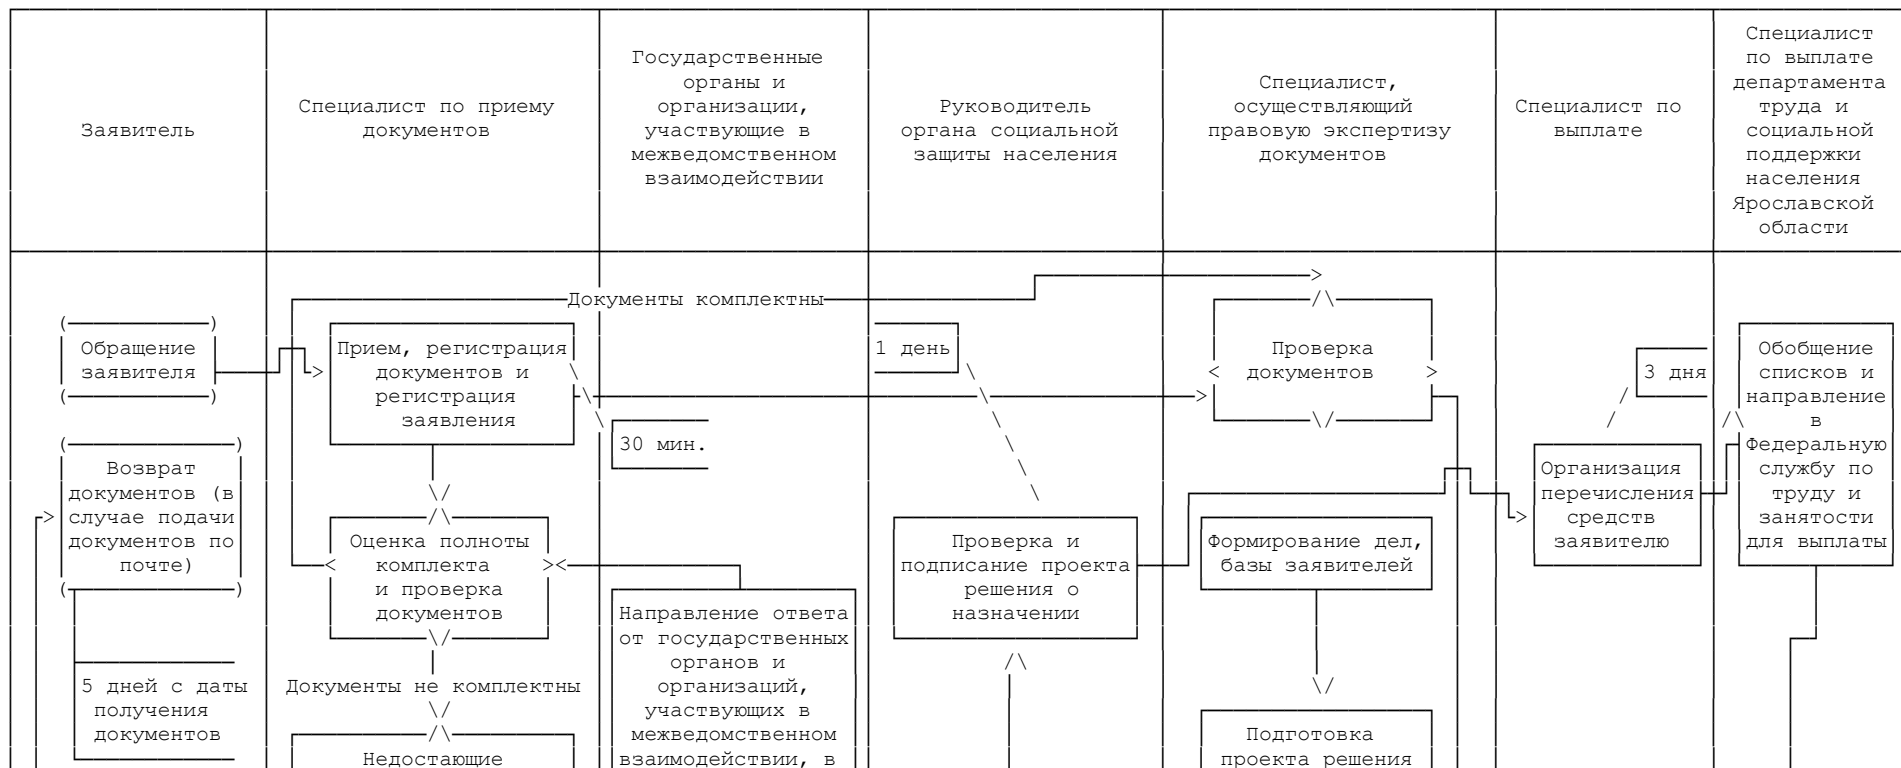 Заявитель
Специалист по приему
документов
Государственные
органы и
организации,
участвующие в
межведомственном
взаимодействии
Руководитель
органа социальной
защиты населения
Специалист,
осуществляющий
правовую экспертизу
документов
Специалист по
выплате
Специалист
по выплате
департамента
труда и
социальной
поддержки
населения
Ярославской
области
Документы комплектны
Обращение
заявителя
Прием, регистрация
документов и
регистрация
заявления
30 мин.
1 день
Проверка
документов
3 дня
Обобщение
списков и
направление
в
Федеральную
службу по
труду и
занятости
для выплаты
Возврат
документов (в
случае подачи
документов по
почте)
Оценка полноты
комплекта
и проверка
документов
Проверка и
подписание проекта
решения о
назначении
Формирование дел,
базы заявителей
Организация
перечисления
средств
заявителю
5 дней с даты
получения
документов
Документы не комплектны
Направление ответа
от государственных
органов и
организаций,
участвующих в
межведомственном
взаимодействии, в
Недостающие
Подготовка
проекта решения